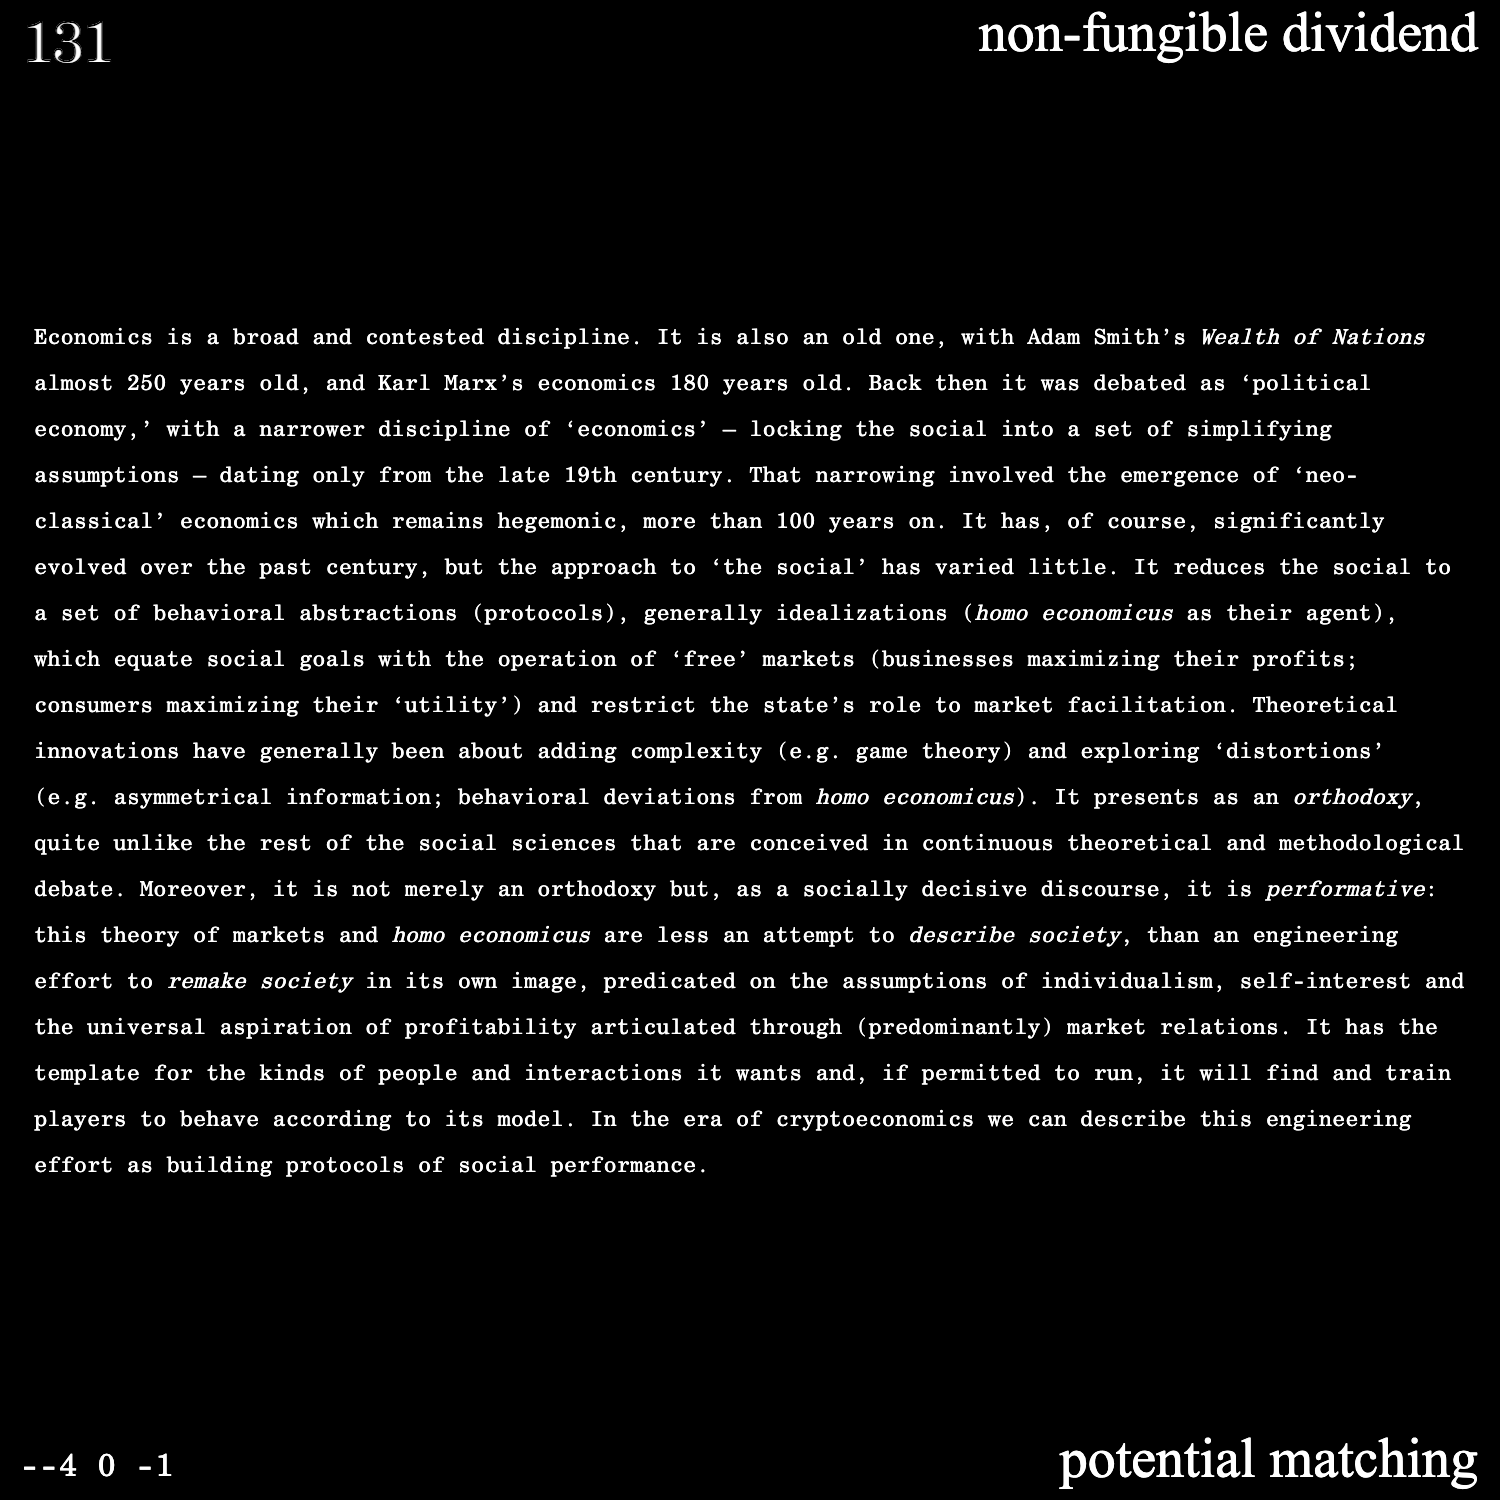 131
non-fungible dividend
Economics is a broad and contested discipline. It is also an old one, with Adam Smith’s Wealth of Nations
almost 250 years old, and Karl Marx’s economics 180 years old. Back then it was debated as ‘political
economy,’ with a narrower discipline of ‘economics’ – locking the social into a set of simplifying
assumptions – dating only from the late 19th century. That narrowing involved the emergence of ‘neo-
classical’ economics which remains hegemonic, more than 100 years on. It has, of course, significantly
evolved over the past century, but the approach to ‘the social’ has varied little. It reduces the social to
a set of behavioral abstractions (protocols), generally idealizations (homo economicus as their agent),
which equate social goals with the operation of ‘free’ markets (businesses maximizing their profits;
consumers maximizing their ‘utility’) and restrict the state’s role to market facilitation. Theoretical
innovations have generally been about adding complexity (e.g. game theory) and exploring ‘distortions’
(e.g. asymmetrical information; behavioral deviations from homo economicus). It presents as an orthodoxy,
quite unlike the rest of the social sciences that are conceived in continuous theoretical and methodological
debate. Moreover, it is not merely an orthodoxy but, as a socially decisive discourse, it is performative:
this theory of markets and homo economicus are less an attempt to describe society, than an engineering
effort to remake society in its own image, predicated on the assumptions of individualism, self-interest and
the universal aspiration of profitability articulated through (predominantly) market relations. It has the
template for the kinds of people and interactions it wants and, if permitted to run, it will find and train
players to behave according to its model. In the era of cryptoeconomics we can describe this engineering
effort as building protocols of social performance.
--4 0 -1
potential matching